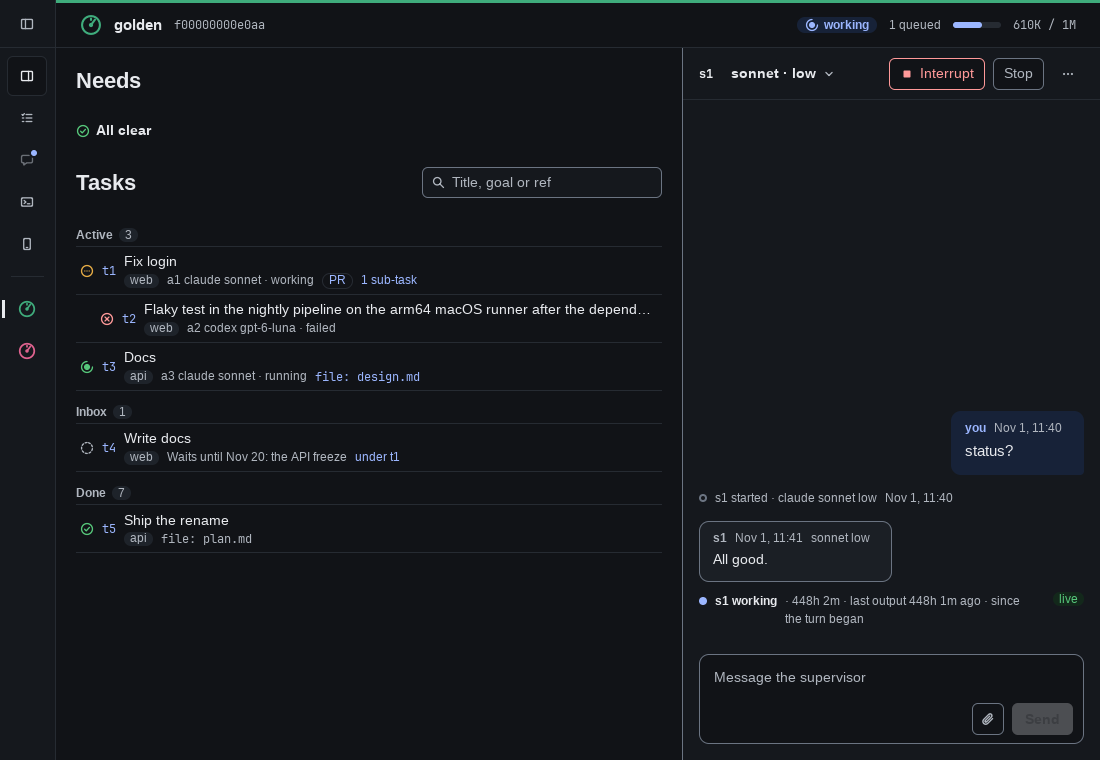 golden f00000000e0aa working 1 queued 610K / 1M
Needs
All clear
Tasks
Title, goal or ref
Active 3
t1 Fix login
web a1 claude sonnet · working PR 1 sub-task
t2 Flaky test in the nightly pipeline on the arm64 macOS runner after the depend…
web a2 codex gpt-6-luna · failed
t3 Docs
api a3 claude sonnet · running file: design.md
Inbox 1
t4 Write docs
web Waits until Nov 20: the API freeze under t1
Done 7
t5 Ship the rename
api file: plan.md
s1 sonnet · low Interrupt Stop
you Nov 1, 11:40
status?
s1 started · claude sonnet low Nov 1, 11:40
s1 Nov 1, 11:41 sonnet low
All good.
s1 working · 448h 2m · last output 448h 1m ago · since live
the turn began
Message the supervisor
Send